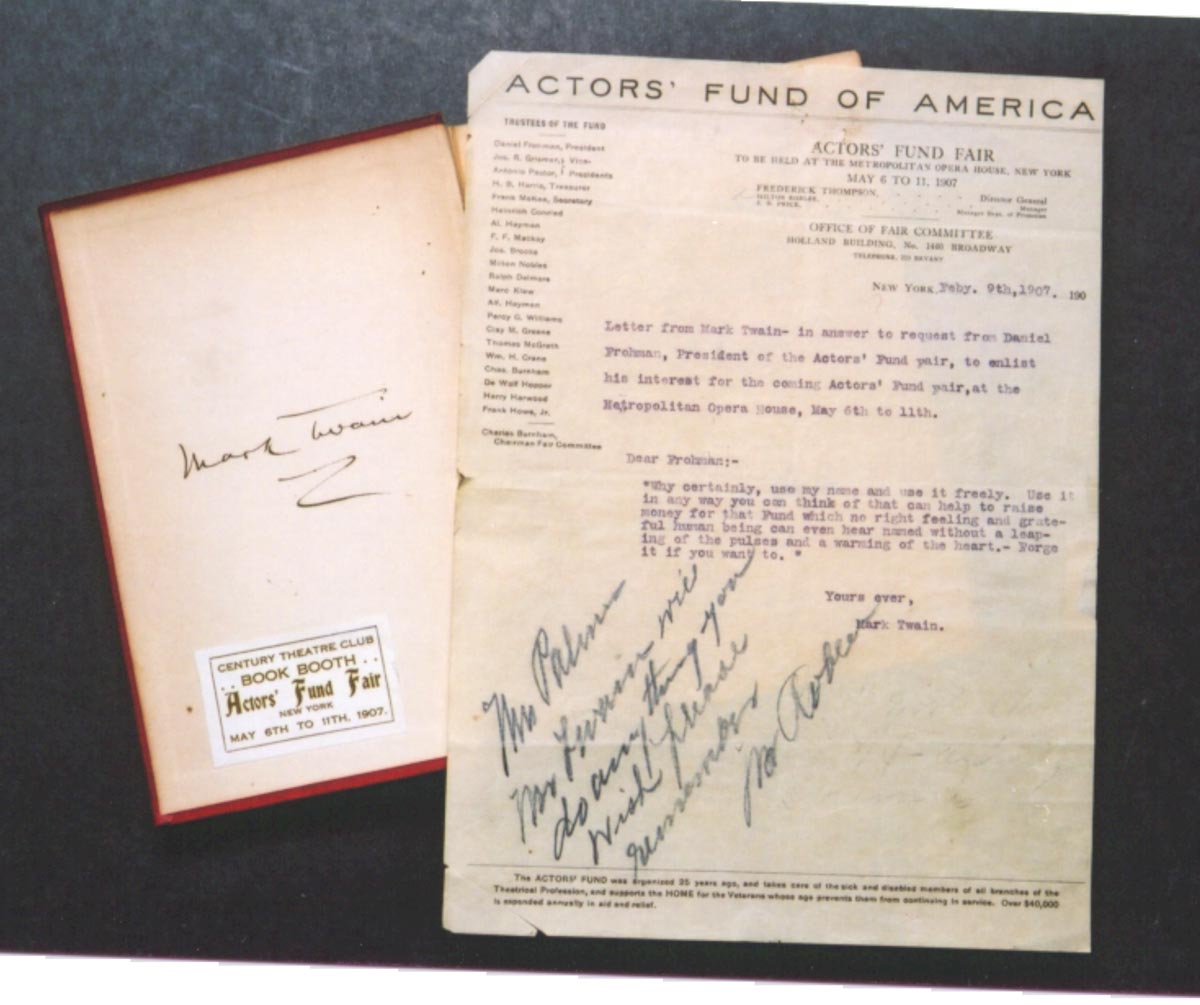 Mark Twain
CENTURY THEATRE CLUB
BOOK BOOTH
Actors' Fund Fair
NEW YORK
MAY 6TH TO 11TH, 1907.
ACTORS' FUND OF AMERICA
TRUSTEES OF THE FUND
Daniel Frohman, President
Jos. R. Grismer, Vice-
Antonio Pastor, Presidents
H. B. Harris, Treasurer
Frank McKee, Secretary
Heinrich Conried
Al. Hayman
F. F. Mackay
Jos. Brooks
Milton Nobles
Ralph Delmore
Marc Klaw
Alf. Hayman
Percy G. Williams
Clay M. Greene
Thomas McGrath
Wm. H. Crane
Chas. Burnham
De Wolf Hopper
Harry Harwood
Frank Howe, Jr.
Charles Burnham,
Chairman Fair Committee
ACTORS' FUND FAIR
TO BE HELD AT THE METROPOLITAN OPERA HOUSE, NEW YORK
MAY 6 TO 11, 1907
FREDERICK THOMPSON, Director General
Manager
Manager Dept. of Promotion
OFFICE OF FAIR COMMITTEE
HOLLAND BUILDING, No. 1440 BROADWAY
TELEPHONE, BRYANT
NEW YORK, Feby. 9th, 1907. 190
Letter from Mark Twain- in answer to request from Daniel
Frohman, President of the Actors' Fund pair, to enlist
his interest for the coming Actors' Fund pair, at the
Metropolitan Opera House, May 6th to 11th.
Dear Frohman:-
"Why certainly, use my name and use it freely. Use it
in any way you can think of that can help to raise
money for that Fund which no right feeling and grate-
ful human being can even hear named without a leap-
ing of the pulses and a warming of the heart.- Forge
it if you want to. "
Yours ever,
Mark Twain.
Mrs Palmer
Mr will
do any thing you
Wish please
remember
The ACTORS' FUND was organized 25 years ago, and takes care of the sick and disabled members of all branches of the
Theatrical Profession, and supports the HOME for the Veterans whose age prevents them from continuing in service. Over $40,000
is expended annually in aid and relief.